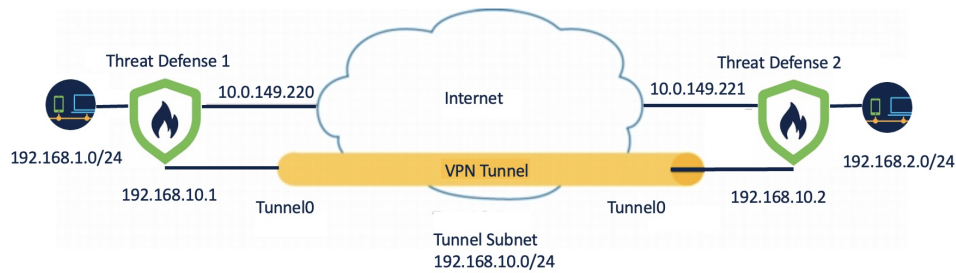 Threat Defense 1
Threat Defense 2
10.0.149.220
Internet
10.0.149.221
192.168.1.0/24
VPN Tunnel
192.168.2.0/24
192.168.10.1
192.168.10.2
Tunnel0
Tunnel0
Tunnel Subnet
192.168.10.0/24